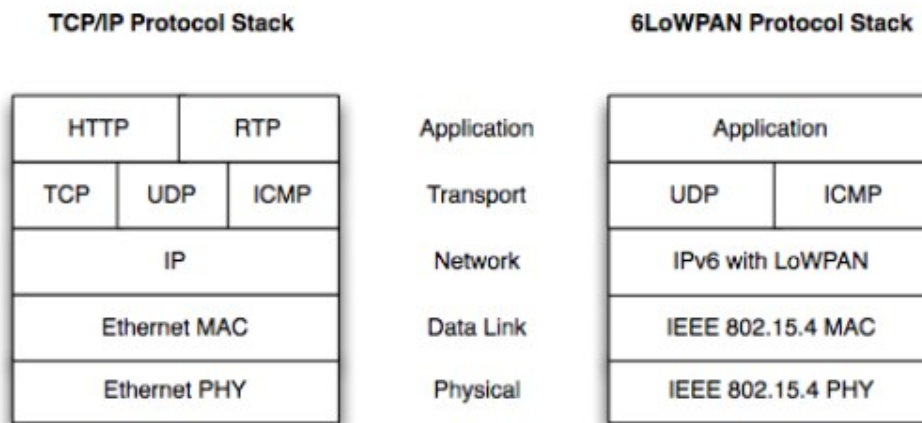 TCP/IP Protocol Stack 6LoWPAN Protocol Stack
HTTP RTP Application Application
TCP UDP ICMP Transport UDP ICMP
IP Network IPv6 with LoWPAN
Ethernet MAC Data Link IEEE 802.15.4 MAC
Ethernet PHY Physical IEEE 802.15.4 PHY